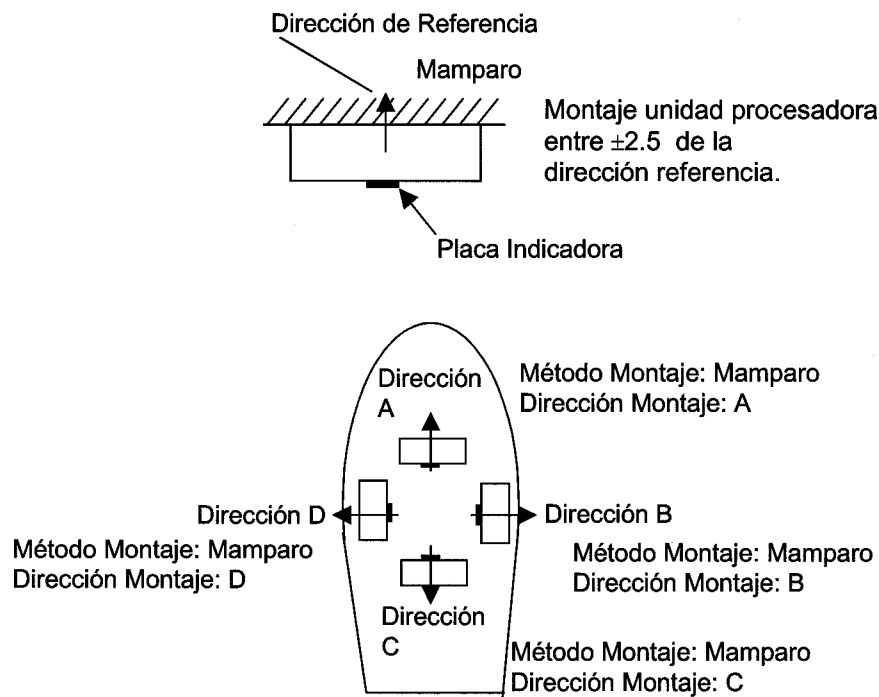 Dirección de Referencia
Mamparo
Montaje unidad procesadora
entre ±2.5 de la
dirección referencia.
Placa Indicadora
Dirección
A
Método Montaje: Mamparo
Dirección Montaje: A
Dirección D
Dirección B
Método Montaje: Mamparo
Dirección Montaje: D
Método Montaje: Mamparo
Dirección Montaje: B
Dirección
C
Método Montaje: Mamparo
Dirección Montaje: C